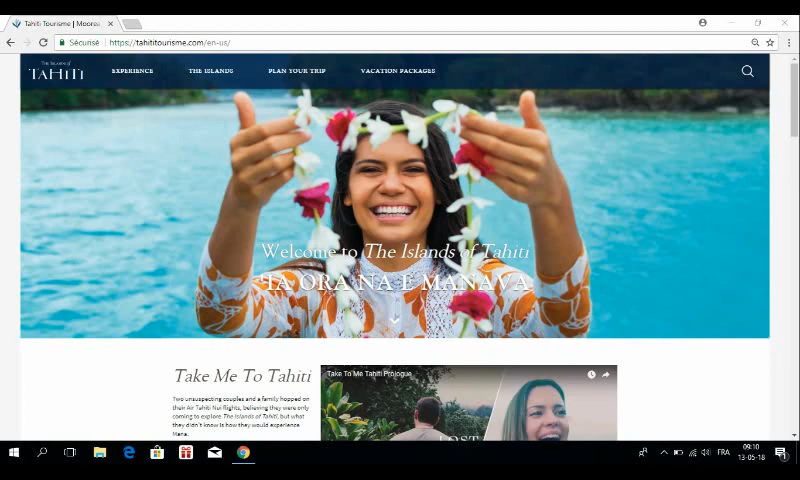 Tahiti Tourisme | Moorea
Sécurisé
https://tahititourisme.com/en-us/
The Islands of
TAHITI
EXPERIENCE
THE ISLANDS
PLAN YOUR TRIP
VACATION PACKAGES
Welcome to The Islands of Tahiti
'IA ORA NA E MANAVA
Take Me To Tahiti
Two unsuspecting couples and a family hopped on
their Air Tahiti Nui flights, believing they were only
coming to explore The Islands of Tahiti, but what
they didn't know is how they would experience
Mana.
Take To Me Tahiti Prologue
LOST
FRA
09:10
13-05-18
1